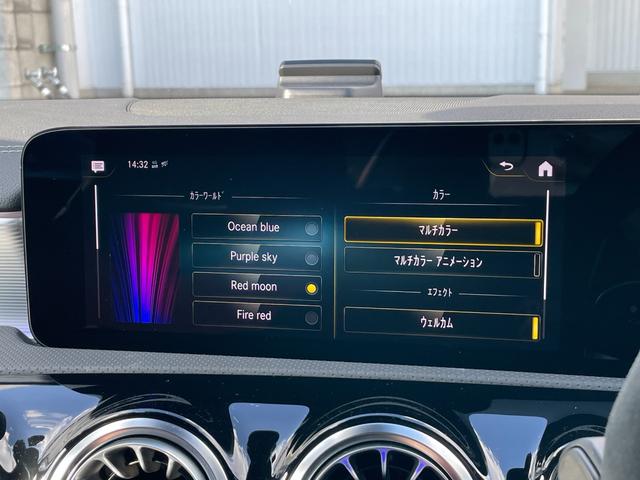 14:32
カラーワールド
Ocean blue
Purple sky
Red moon
Fire red
カラー
マルチカラー
マルチカラー アニメーション
エフェクト
ウェルカム